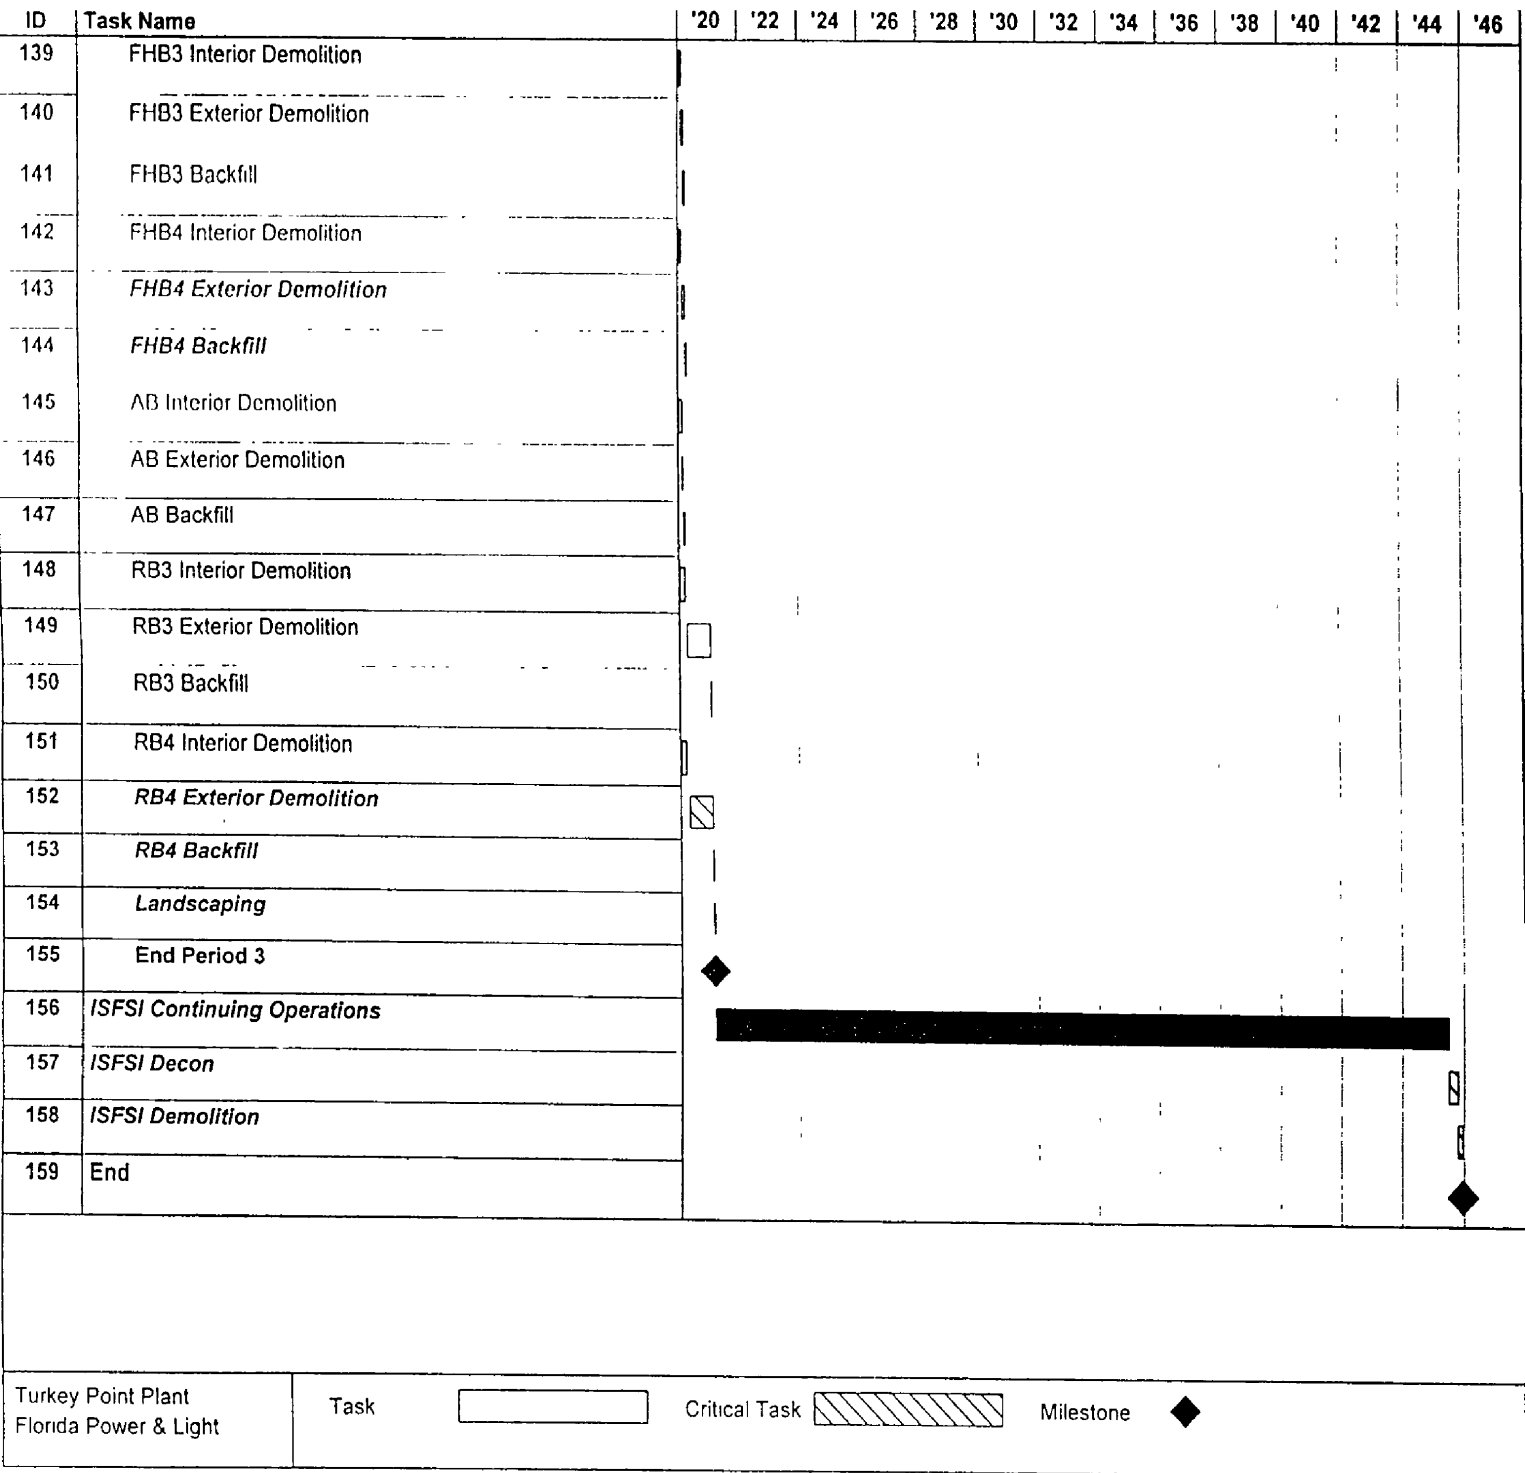 ID Task Name '20 '22 '24 '26 '28 '30 '32 '34 '36 '38 '40 '42 '44 '46
139 FHB3 Interior Demolition
140 FHB3 Exterior Demolition
141 FHB3 Backfill
142 FHB4 Interior Demolition
143 FHB4 Exterior Demolition
144 FHB4 Backfill
145 AB Interior Demolition
146 AB Exterior Demolition
147 AB Backfill
148 RB3 Interior Demolition
149 RB3 Exterior Demolition
150 RB3 Backfill
151 RB4 Interior Demolition
152 RB4 Exterior Demolition
153 RB4 Backfill
154 Landscaping
155 End Period 3
156 ISFSI Continuing Operations
157 ISFSI Decon
158 ISFSI Demolition
159 End
Turkey Point Plant
Florida Power & Light
Task Critical Task Milestone